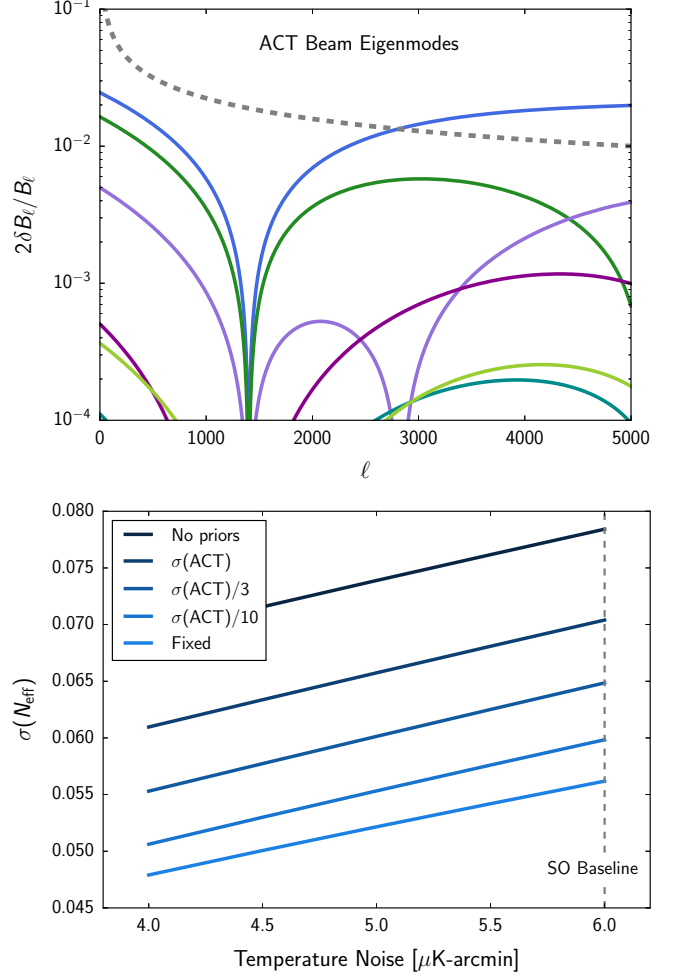 ACT Beam Eigenmodes
2δB_ℓ/B_ℓ
10^{-1}
10^{-2}
10^{-3}
10^{-4}
0 1000 2000 3000 4000 5000
ℓ
σ(N_eff)
0.080
0.075
0.070
0.065
0.060
0.055
0.050
0.045
No priors
σ(ACT)
σ(ACT)/3
σ(ACT)/10
Fixed
SO Baseline
4.0 4.5 5.0 5.5 6.0
Temperature Noise [μK-arcmin]